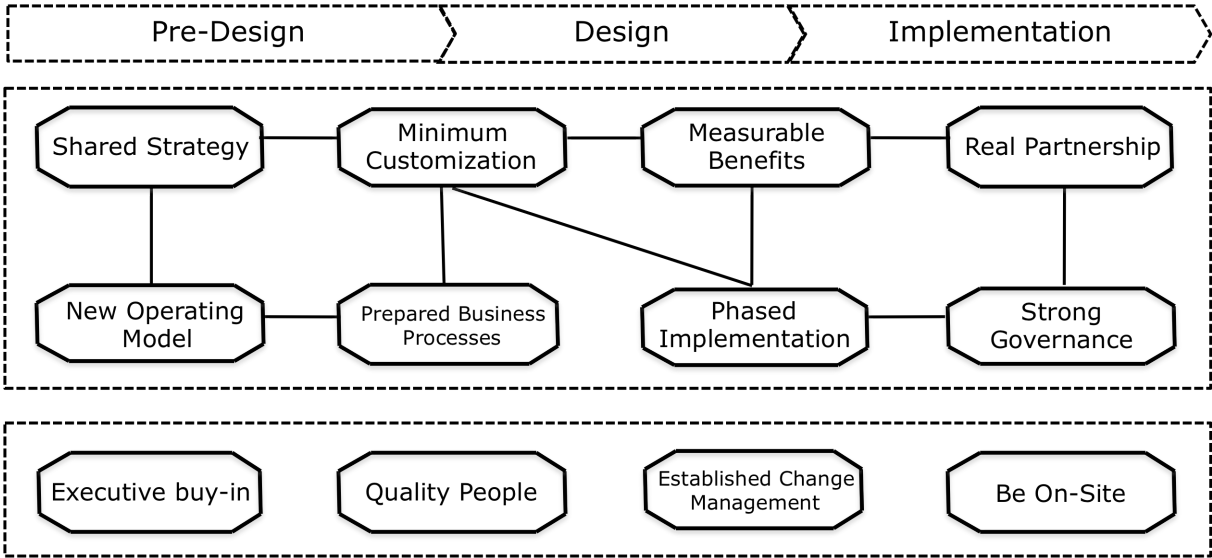 Pre-Design
Design
Implementation
Shared Strategy
Minimum
Customization
Measurable
Benefits
Real Partnership
New Operating
Model
Prepared Business
Processes
Phased
Implementation
Strong
Governance
Executive buy-in
Quality People
Established Change
Management
Be On-Site